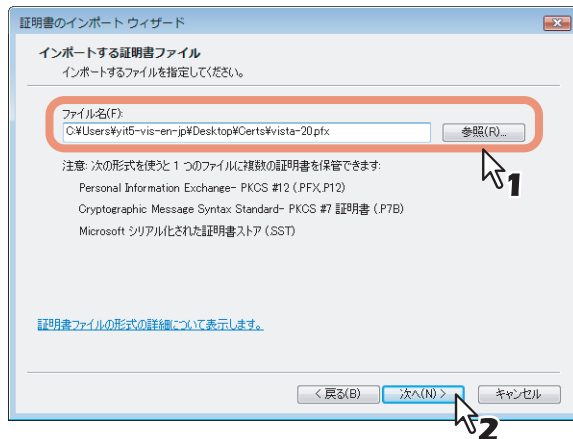 証明書のインポート ウィザード
インポートする証明書ファイル
インポートするファイルを指定してください。
ファイル名(F):
C:¥Users¥yit5-vis-en-jp¥Desktop¥Certs¥vista-20.pfx
参照(R)...
注意: 次の形式を使うと 1 つのファイルに複数の証明書を保管できます:
1
Personal Information Exchange- PKCS #12 (.PFX,.P12)
Cryptographic Message Syntax Standard- PKCS #7 証明書 (.P7B)
Microsoft シリアル化された証明書ストア (.SST)
証明書ファイルの形式の詳細について表示します。
< 戻る(B) 次へ(N) > キャンセル
2